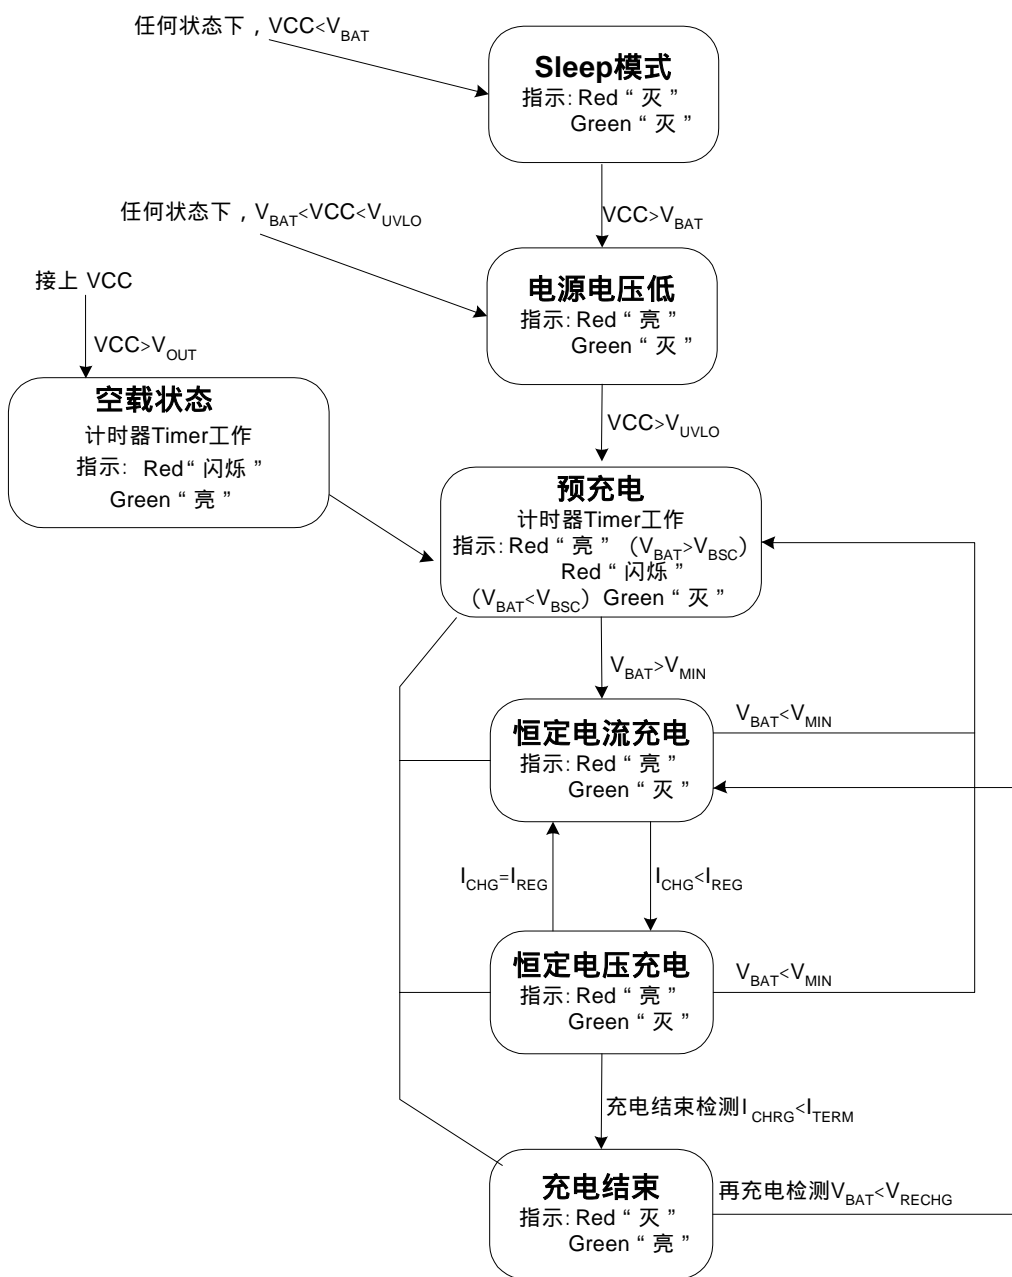 任何状态下，VCC<VBAT
Sleep模式
指示: Red“灭”
Green“灭”
VCC>VBAT
任何状态下，VBAT<VCC<VUVLO
电源电压低
指示: Red“亮”
Green“灭”
接上 VCC
VCC>VOUT
空载状态
计时器Timer工作
指示: Red“闪烁”
Green“亮”
VCC>VUVLO
预充电
计时器Timer工作
指示: Red“亮”（VBAT>VBSC）
Red“闪烁”
（VBAT<VBSC）Green“灭”
VBAT>VMIN
恒定电流充电
指示: Red“亮”
Green“灭”
VBAT<VMIN
ICHG=IREG
ICHG<IREG
恒定电压充电
指示: Red“亮”
Green“灭”
VBAT<VMIN
充电结束检测ICHRG<ITERM
充电结束
指示: Red“灭”
Green“亮”
再充电检测VBAT<VRECHG